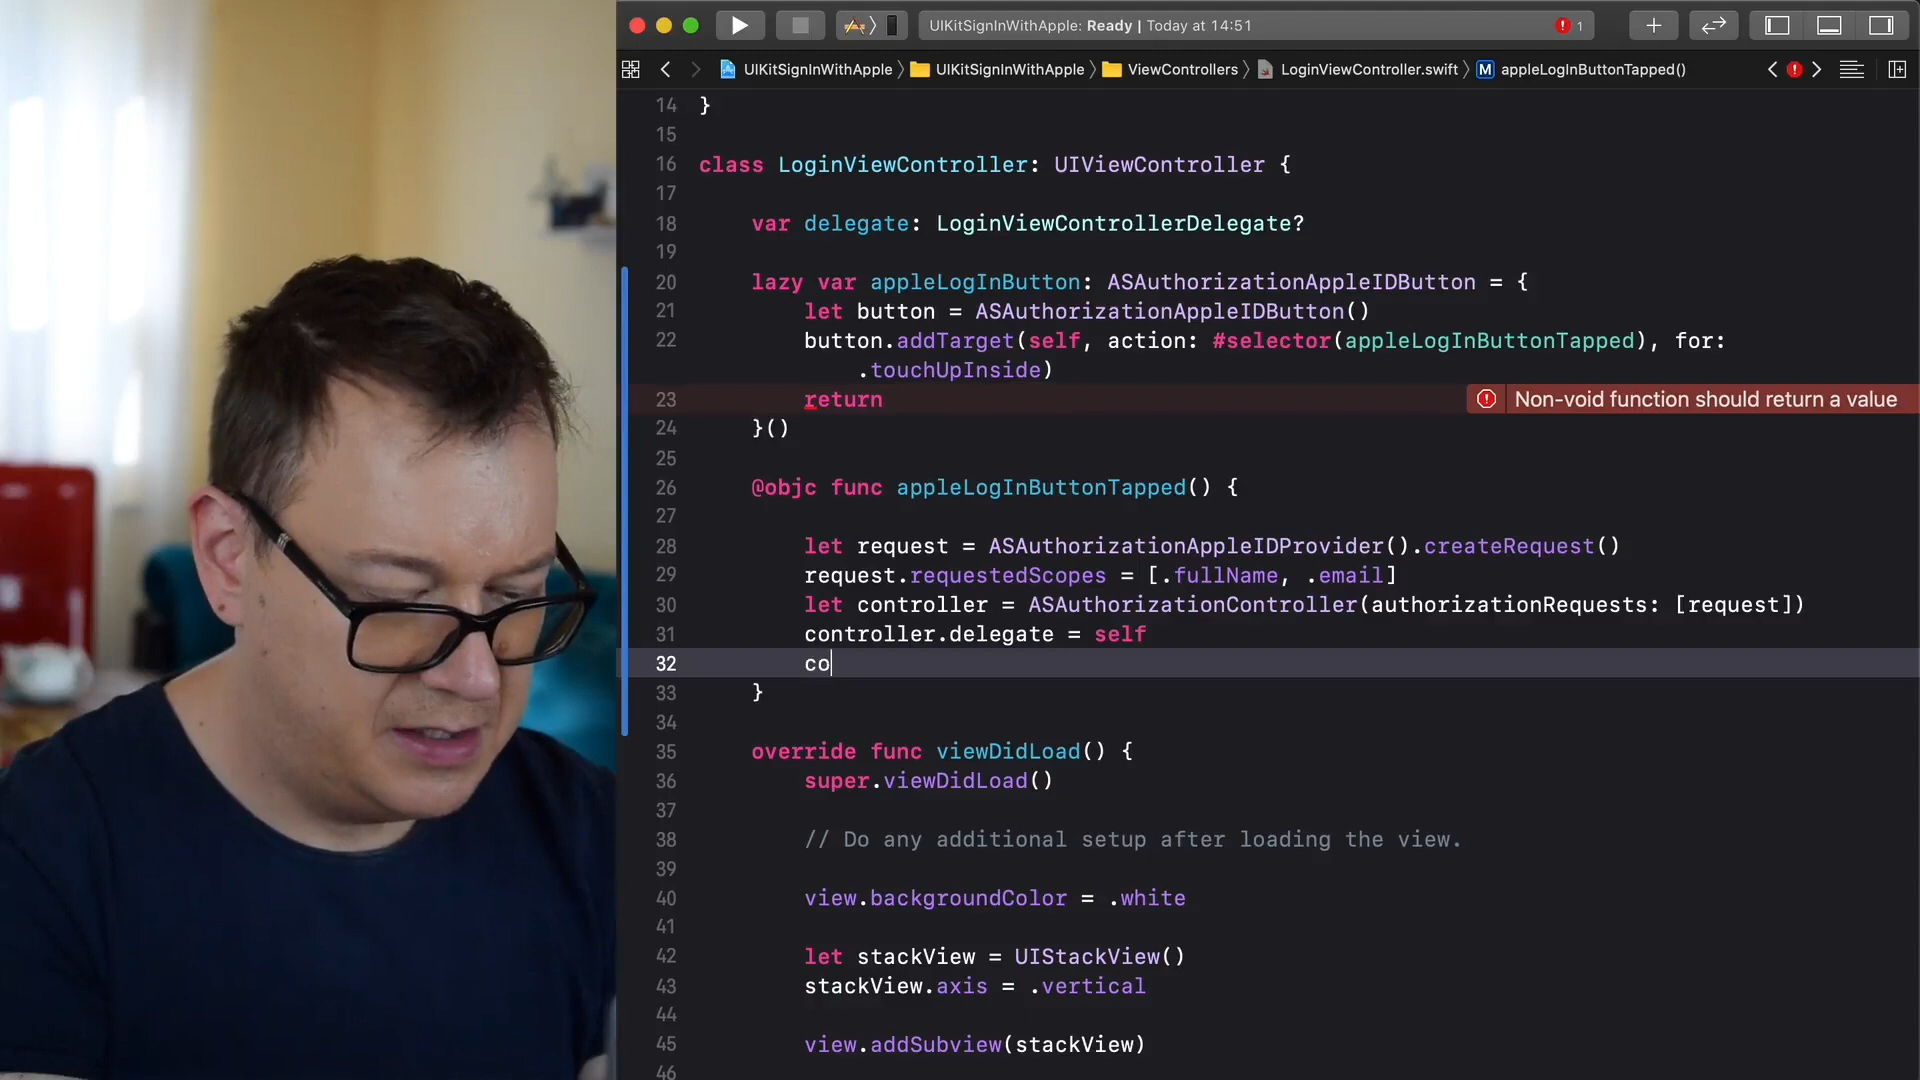 UIKitSignInWithApple: Ready | Today at 14:51 1
UIKitSignInWithApple UIKitSignInWithApple ViewControllers LoginViewController.swift M appleLogInButtonTapped()
14 }
15
16 class LoginViewController: UIViewController {
17
18 var delegate: LoginViewControllerDelegate?
19
20 lazy var appleLogInButton: ASAuthorizationAppleIDButton = {
21 let button = ASAuthorizationAppleIDButton()
22 button.addTarget(self, action: #selector(appleLogInButtonTapped), for:
.touchUpInside)
23 return Non-void function should return a value
24 }()
25
26 @objc func appleLogInButtonTapped() {
27
28 let request = ASAuthorizationAppleIDProvider().createRequest()
29 request.requestedScopes = [.fullName, .email]
30 let controller = ASAuthorizationController(authorizationRequests: [request])
31 controller.delegate = self
32 co
33 }
34
35 override func viewDidLoad() {
36 super.viewDidLoad()
37
38 // Do any additional setup after loading the view.
39
40 view.backgroundColor = .white
41
42 let stackView = UIStackView()
43 stackView.axis = .vertical
44
45 view.addSubview(stackView)
46